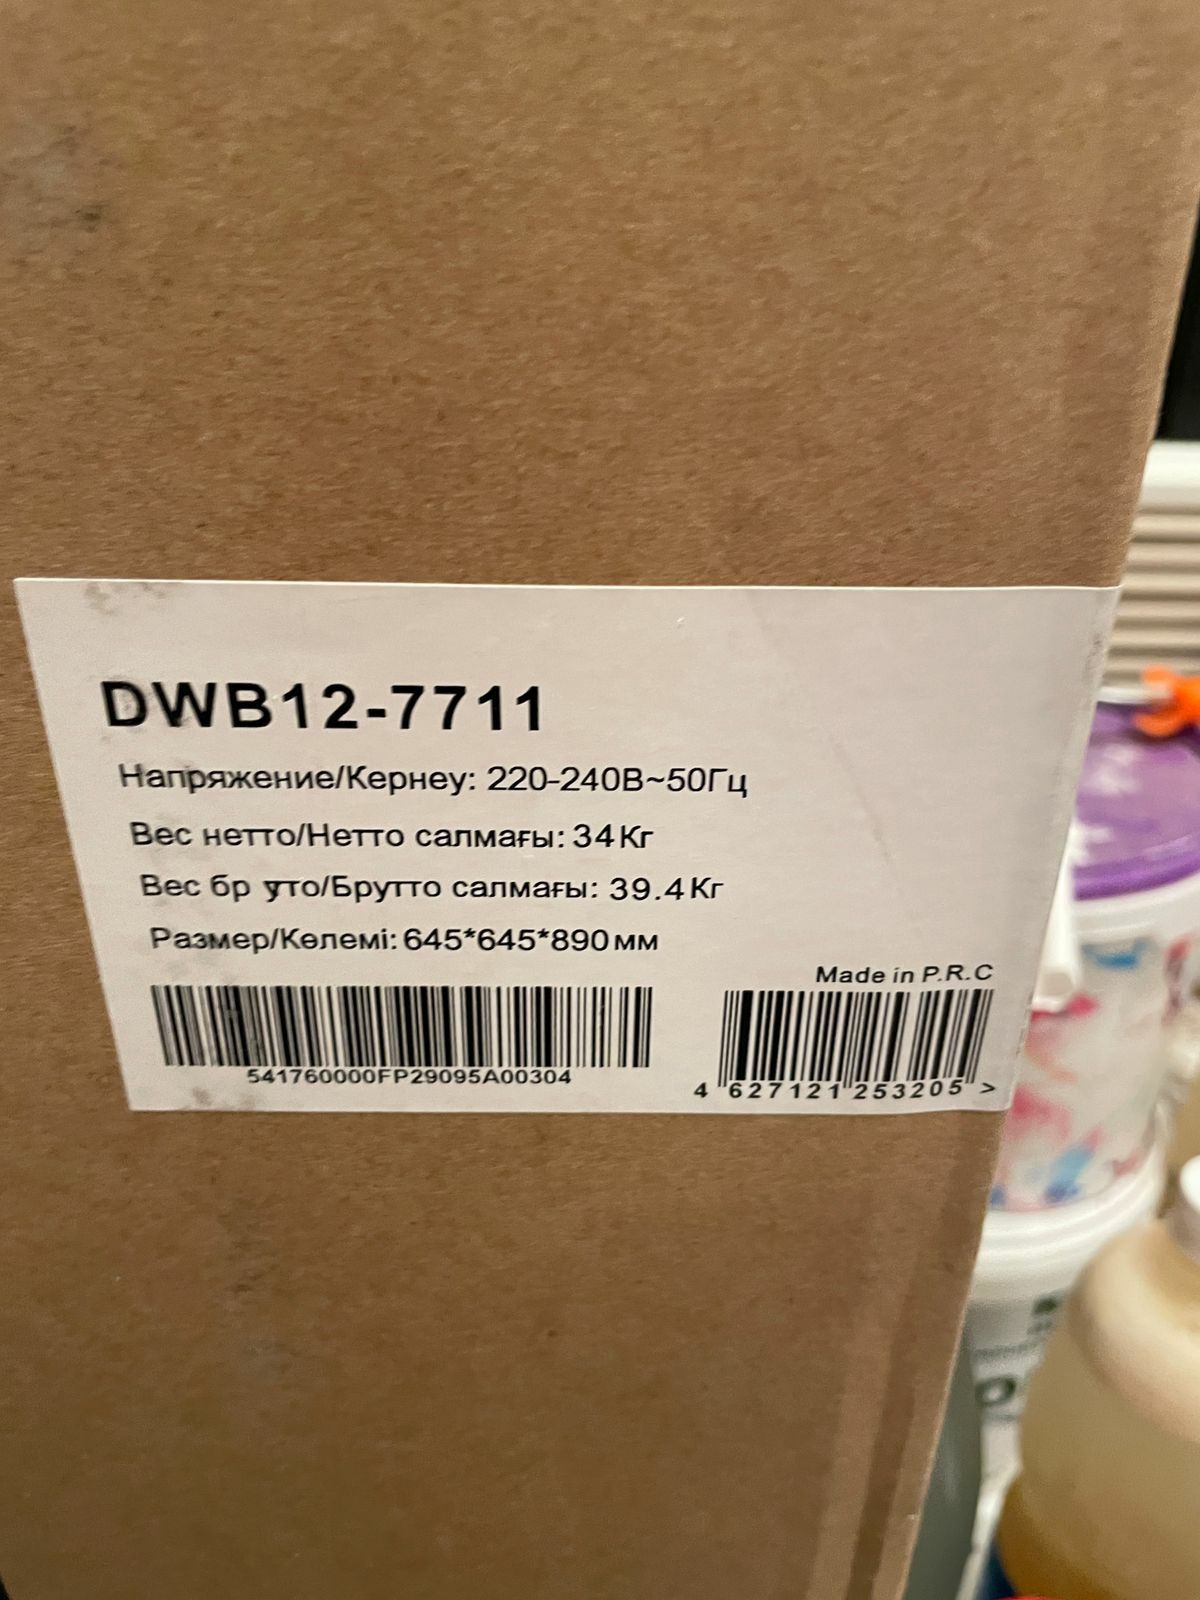 DWB12-7711
Напряжение/Кернеу: 220-240В~50Гц
Вес нетто/Нетто салмағы: 34Кг
Вес бр утто/Брутто салмағы: 39.4Кг
Размер/Көлемі: 645*645*890мм
Made in P.R.C
541760000FP29095A00304
4 627121 253205 >